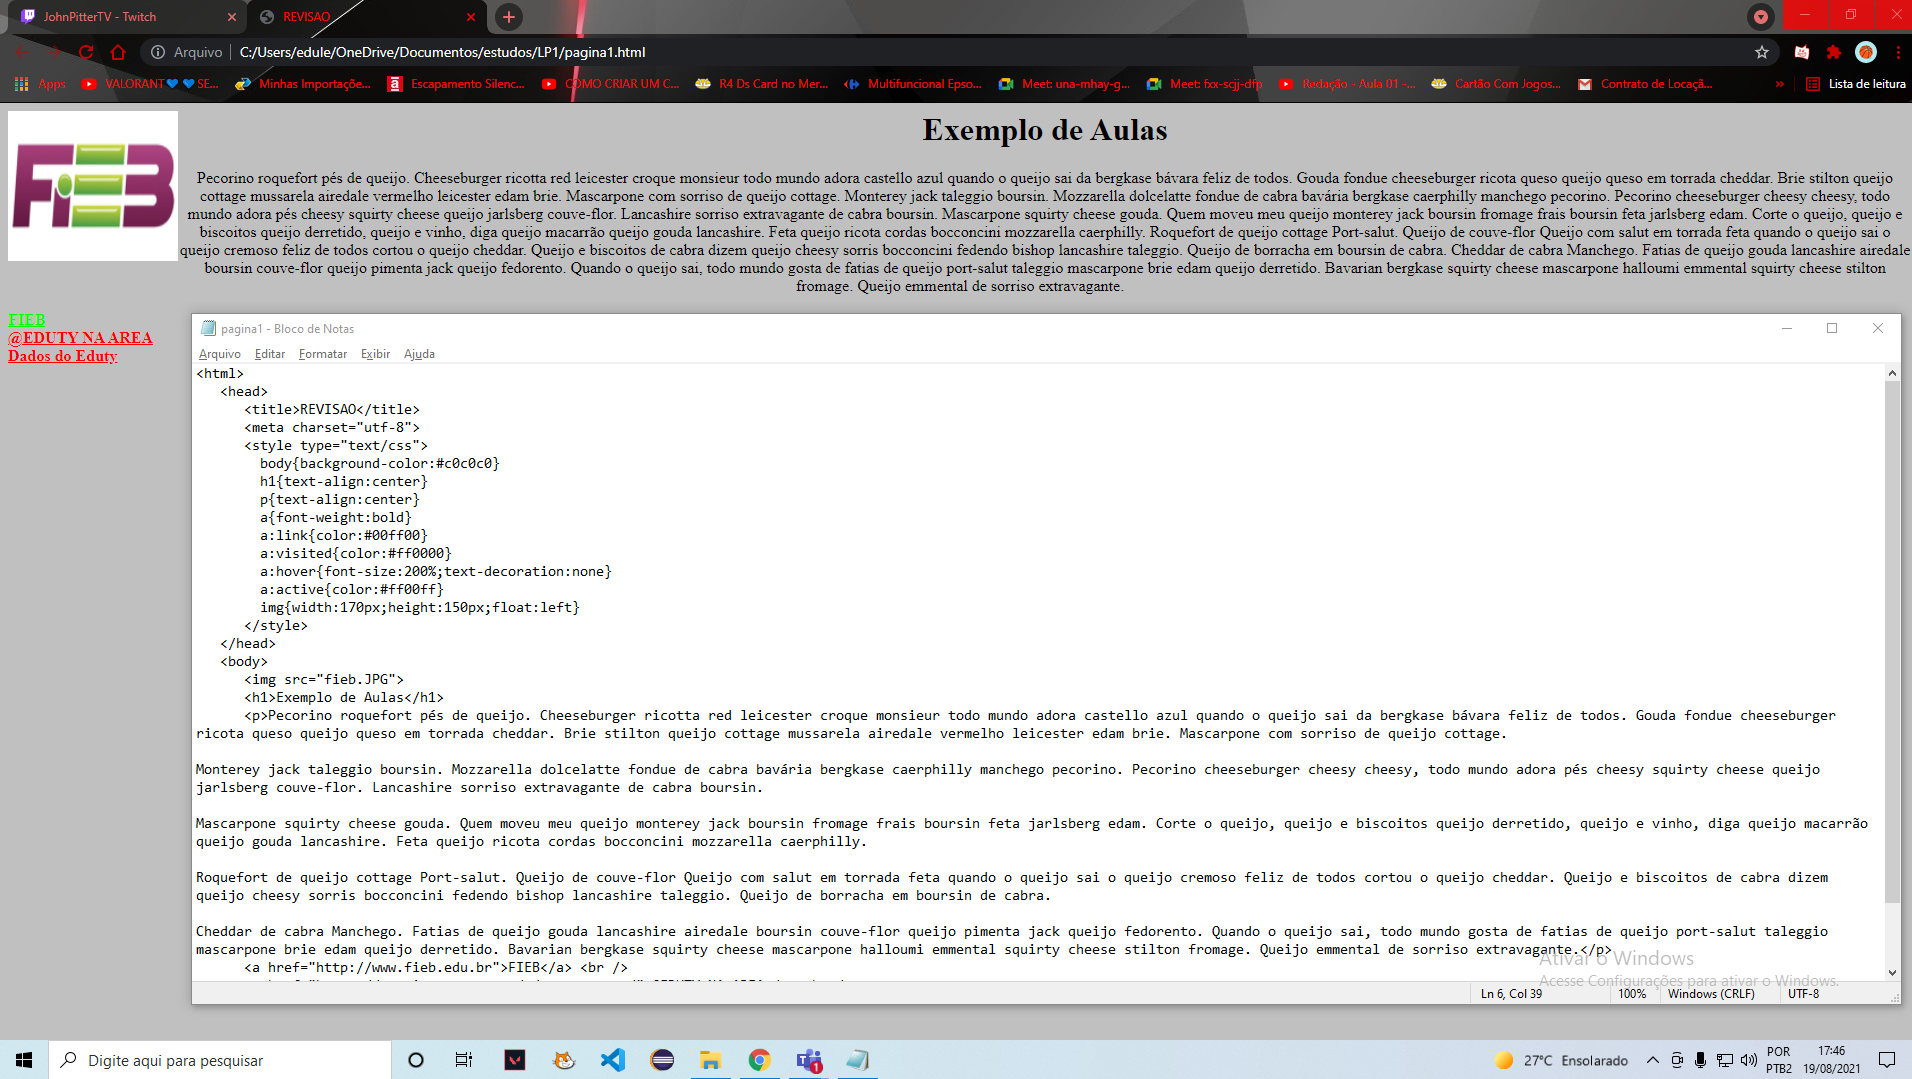 JohnPitterTV - Twitch
REVISAO
Arquivo
C:/Users/edule/OneDrive/Documentos/estudos/LP1/pagina1.html
Apps
VALORANT💙 💙 SE...
Minhas Importaçõe...
Escapamento Silenc...
COMO CRIAR UM C...
R4 Ds Card no Mer...
Multifuncional Epso...
Meet: una-mhay-g...
Meet: fxx-scjj-dfp
Redação - Aula 01 -...
Cartão Com Jogos...
Contrato de Locaçã...
»
Lista de leitura
FIEB
Exemplo de Aulas
Pecorino roquefort pés de queijo. Cheeseburger ricotta red leicester croque monsieur todo mundo adora castello azul quando o queijo sai da bergkase bávara feliz de todos. Gouda fondue cheeseburger ricota queso queijo queso em torrada cheddar. Brie stilton queijo
cottage mussarela airedale vermelho leicester edam brie. Mascarpone com sorriso de queijo cottage. Monterey jack taleggio boursin. Mozzarella dolcelatte fondue de cabra bavária bergkase caerphilly manchego pecorino. Pecorino cheeseburger cheesy cheesy, todo
mundo adora pés cheesy squirty cheese queijo jarlsberg couve-flor. Lancashire sorriso extravagante de cabra boursin. Mascarpone squirty cheese gouda. Quem moveu meu queijo monterey jack boursin fromage frais boursin feta jarlsberg edam. Corte o queijo, queijo e
biscoitos queijo derretido, queijo e vinho, diga queijo macarrão queijo gouda lancashire. Feta queijo ricota cordas bocconcini mozzarella caerphilly. Roquefort de queijo cottage Port-salut. Queijo de couve-flor Queijo com salut em torrada feta quando o queijo sai o
queijo cremoso feliz de todos cortou o queijo cheddar. Queijo e biscoitos de cabra dizem queijo cheesy sorris bocconcini fedendo bishop lancashire taleggio. Queijo de borracha em boursin de cabra. Cheddar de cabra Manchego. Fatias de queijo gouda lancashire airedale
boursin couve-flor queijo pimenta jack queijo fedorento. Quando o queijo sai, todo mundo gosta de fatias de queijo port-salut taleggio mascarpone brie edam queijo derretido. Bavarian bergkase squirty cheese mascarpone halloumi emmental squirty cheese stilton
fromage. Queijo emmental de sorriso extravagante.
FIEB
@EDUTY NA AREA
Dados do Eduty
pagina1 - Bloco de Notas
Arquivo Editar Formatar Exibir Ajuda
<html>
<head>
<title>REVISAO</title>
<meta charset="utf-8">
<style type="text/css">
body{background-color:#c0c0c0}
h1{text-align:center}
p{text-align:center}
a{font-weight:bold}
a:link{color:#00ff00}
a:visited{color:#ff0000}
a:hover{font-size:200%;text-decoration:none}
a:active{color:#ff00ff}
img{width:170px;height:150px;float:left}
</style>
</head>
<body>
<img src="fieb.JPG">
<h1>Exemplo de Aulas</h1>
<p>Pecorino roquefort pés de queijo. Cheeseburger ricotta red leicester croque monsieur todo mundo adora castello azul quando o queijo sai da bergkase bávara feliz de todos. Gouda fondue cheeseburger
ricota queso queijo queso em torrada cheddar. Brie stilton queijo cottage mussarela airedale vermelho leicester edam brie. Mascarpone com sorriso de queijo cottage.
Monterey jack taleggio boursin. Mozzarella dolcelatte fondue de cabra bavária bergkase caerphilly manchego pecorino. Pecorino cheeseburger cheesy cheesy, todo mundo adora pés cheesy squirty cheese queijo
jarlsberg couve-flor. Lancashire sorriso extravagante de cabra boursin.
Mascarpone squirty cheese gouda. Quem moveu meu queijo monterey jack boursin fromage frais boursin feta jarlsberg edam. Corte o queijo, queijo e biscoitos queijo derretido, queijo e vinho, diga queijo macarrão
queijo gouda lancashire. Feta queijo ricota cordas bocconcini mozzarella caerphilly.
Roquefort de queijo cottage Port-salut. Queijo de couve-flor Queijo com salut em torrada feta quando o queijo sai o queijo cremoso feliz de todos cortou o queijo cheddar. Queijo e biscoitos de cabra dizem
queijo cheesy sorris bocconcini fedendo bishop lancashire taleggio. Queijo de borracha em boursin de cabra.
Cheddar de cabra Manchego. Fatias de queijo gouda lancashire airedale boursin couve-flor queijo pimenta jack queijo fedorento. Quando o queijo sai, todo mundo gosta de fatias de queijo port-salut taleggio
mascarpone brie edam queijo derretido. Bavarian bergkase squirty cheese mascarpone halloumi emmental squirty cheese stilton fromage. Queijo emmental de sorriso extravagante.</p>
<a href="http://www.fieb.edu.br">FIEB</a> <br />
Ativar o Windows
Acesse Configurações para ativar o Windows.
Ln 6, Col 39 100% Windows (CRLF) UTF-8
Digite aqui para pesquisar
1
27°C Ensolarado
POR
PTB2
17:46
19/08/2021